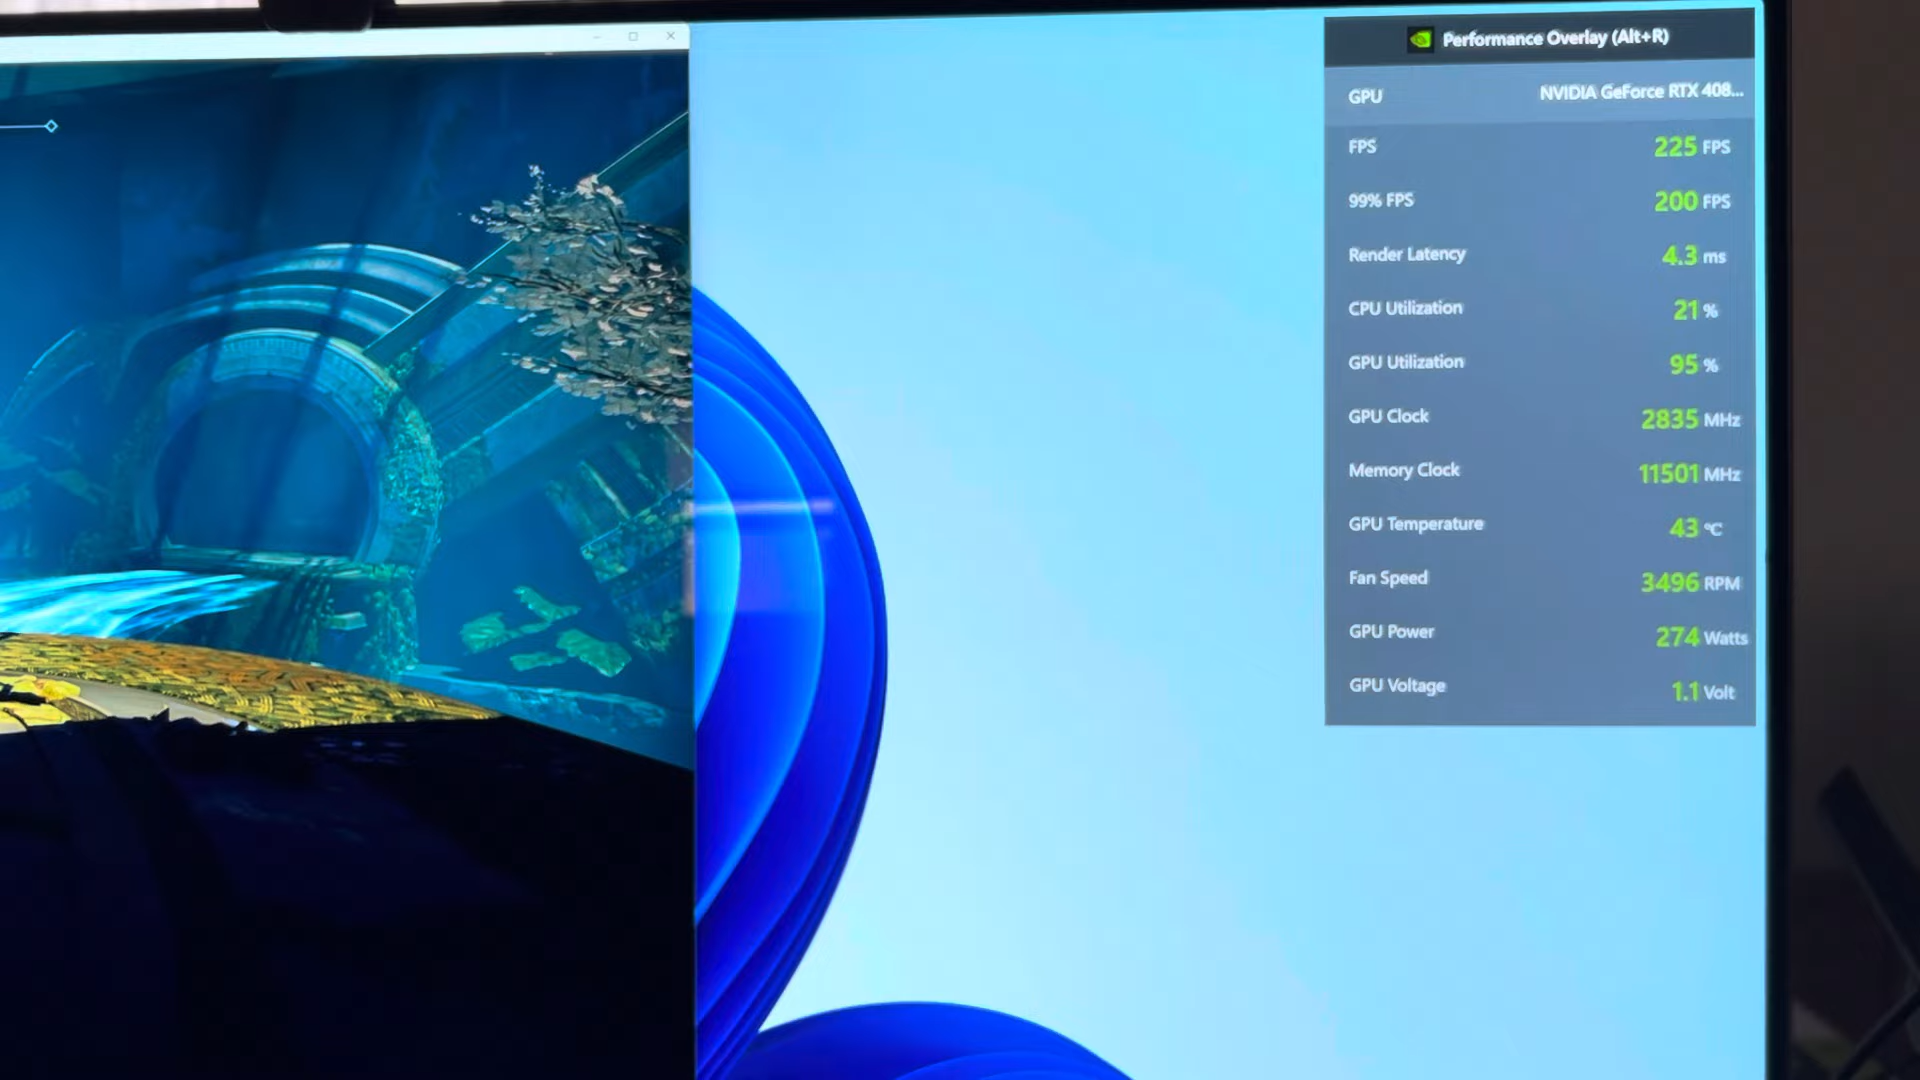 Performance Overlay (Alt+R)
GPU NVIDIA GeForce RTX 408...
FPS 225 FPS
99% FPS 200 FPS
Render Latency 4.3 ms
CPU Utilization 21 %
GPU Utilization 95 %
GPU Clock 2835 MHz
Memory Clock 11501 MHz
GPU Temperature 43 °C
Fan Speed 3496 RPM
GPU Power 274 Watts
GPU Voltage 1.1 Volt